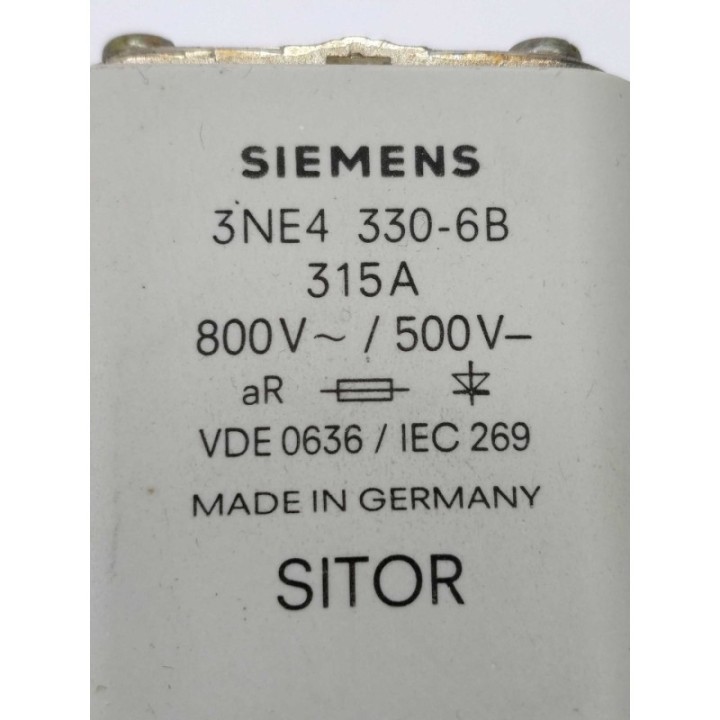 SIEMENS
3NE4 330-6B
315A
800V~ / 500V–
aR
VDE 0636 / IEC 269
MADE IN GERMANY
SITOR